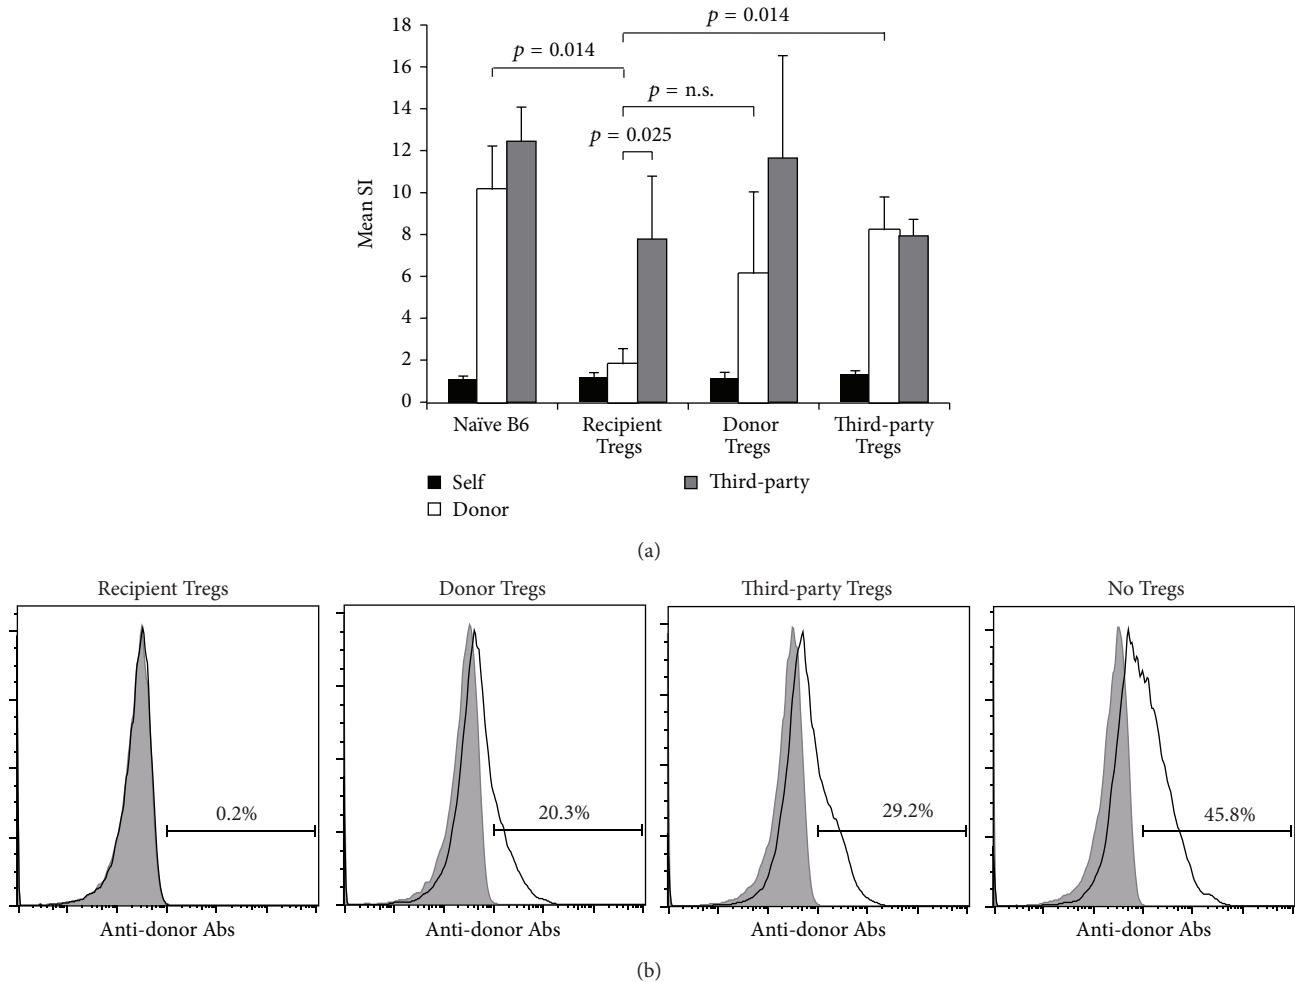 p = 0.014
18
p = 0.014
16
p = n.s.
14
p = 0.025
12
10
8
6
4
2
0
Mean SI
Naïve B6
Recipient
Tregs
Donor
Tregs
Third-party
Tregs
Self
Third-party
Donor
(a)
Recipient Tregs
Donor Tregs
Third-party Tregs
No Tregs
0.2%
20.3%
29.2%
45.8%
Anti-donor Abs
Anti-donor Abs
Anti-donor Abs
Anti-donor Abs
(b)